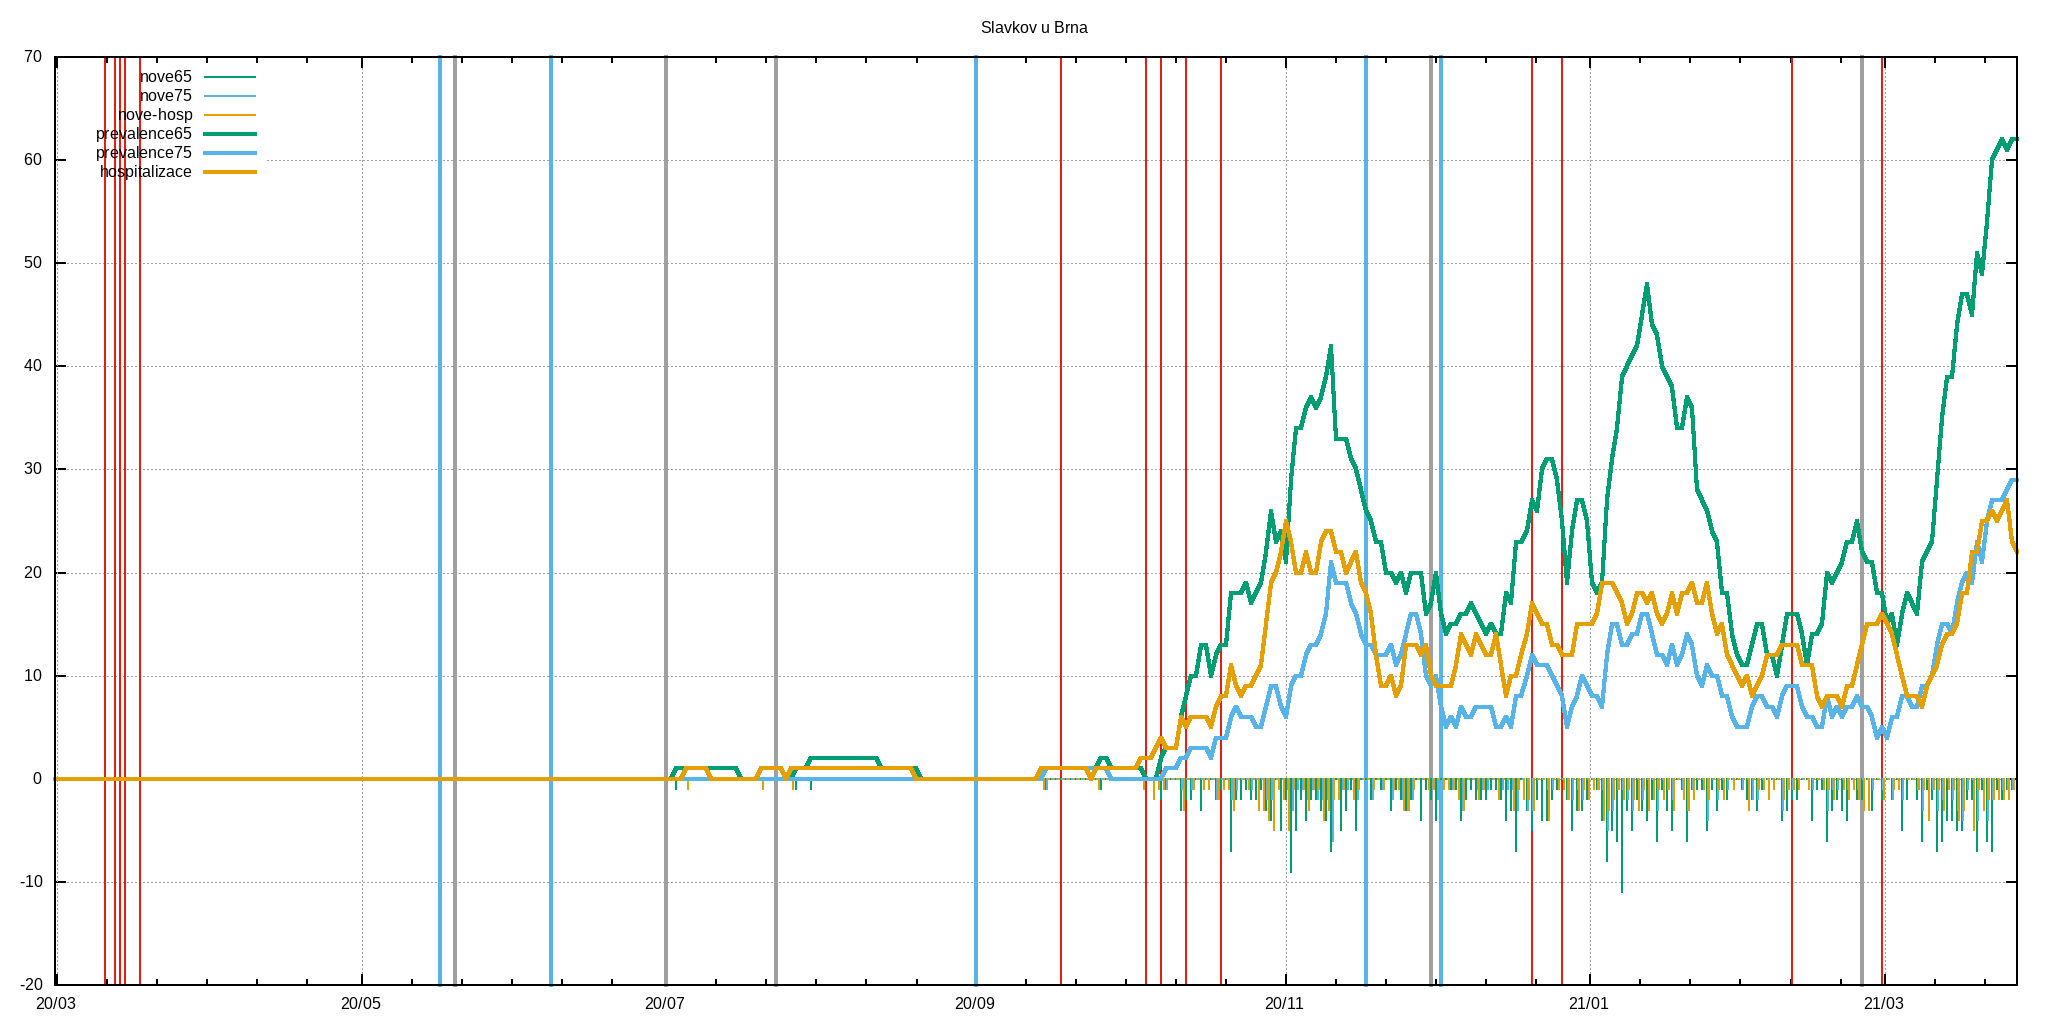 Slavkov u Brna
70
60
50
40
30
20
10
0
-10
-20
nove65
nove75
nove-hosp
prevalence65
prevalence75
hospitalizace
20/03 20/05 20/07 20/09 20/11 21/01 21/03